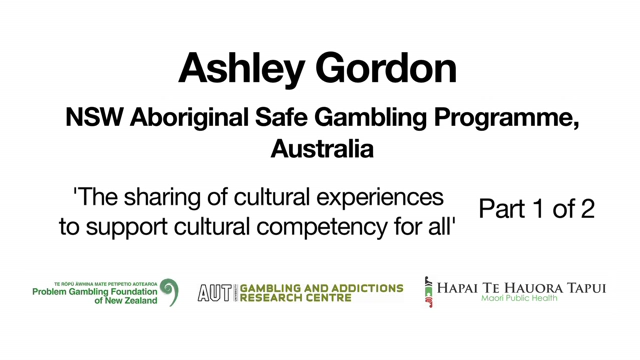 Ashley Gordon
NSW Aboriginal Safe Gambling Programme,
Australia
'The sharing of cultural experiences
to support cultural competency for all'
Part 1 of 2
TE RŌPŪ AWHINA MATE PETIPETIO AOTEAROA
Problem Gambling Foundation
of New Zealand
AUT
GAMBLING AND ADDICTIONS
RESEARCH CENTRE
HAPAI TE HAUORA TAPUI
Maori Public Health